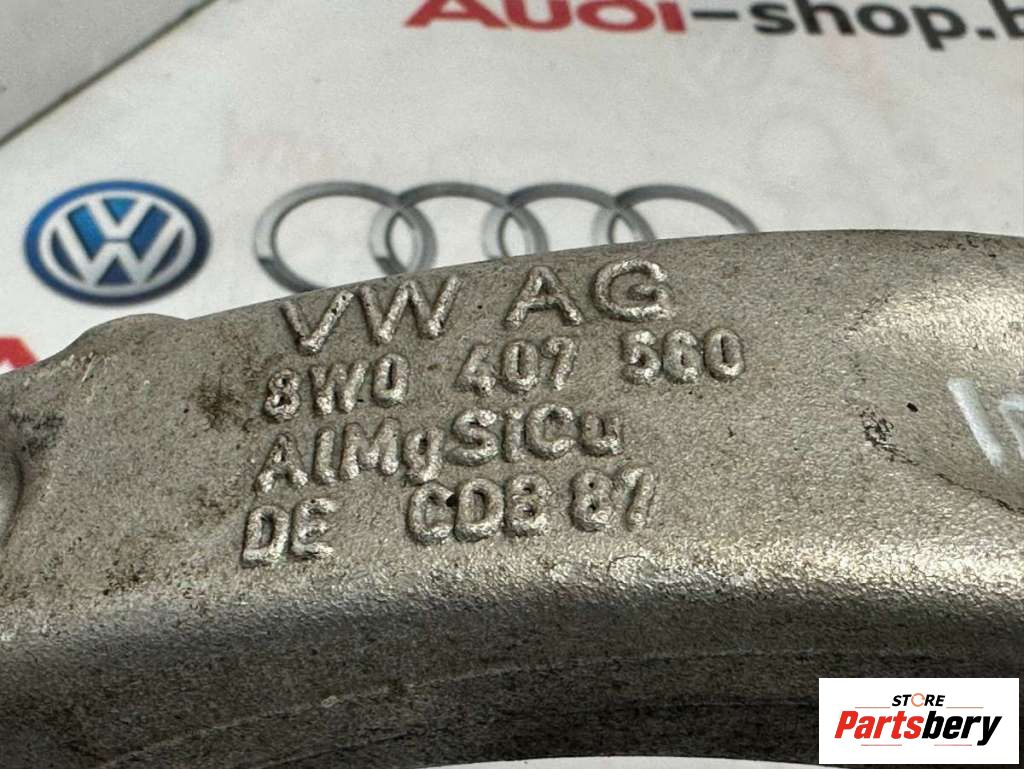 AUDI-shop.b
VW AG
8W0 407 560
AlMgSiCu
DE CDB 87
STORE
Partsbery